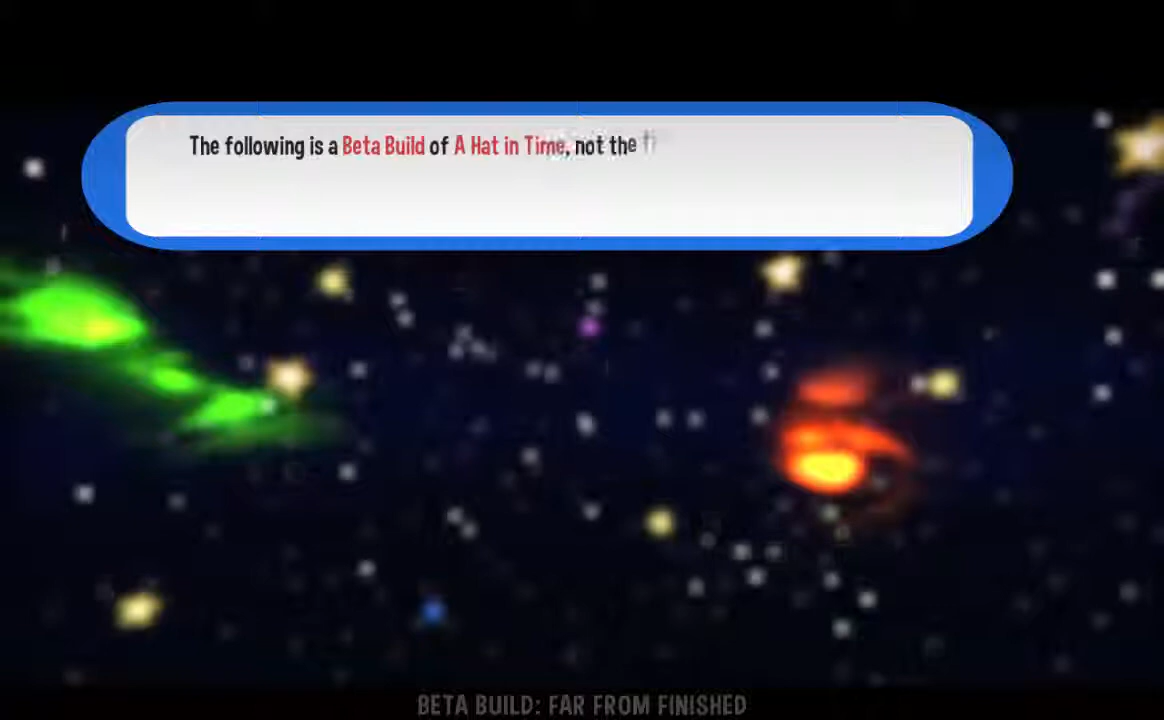 The following is a Beta Build of A Hat in Time, not the
BETA BUILD: FAR FROM FINISHED